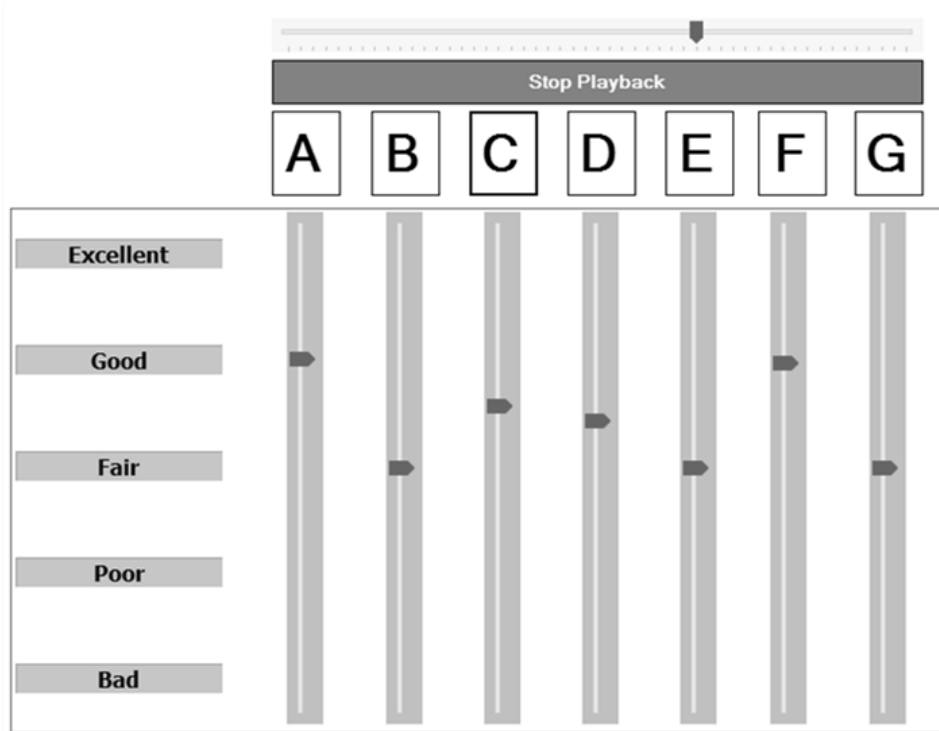 Stop Playback
A B C D E F G
Excellent
Good
Fair
Poor
Bad